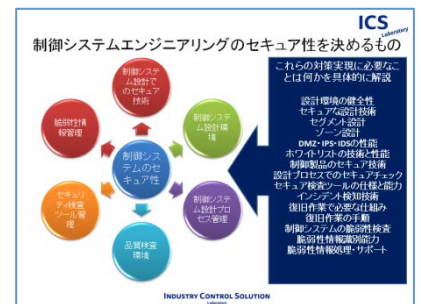 ICS
Laboratory
制御システムエンジニアリングのセキュア性を決めるもの
制御システ
ム設計で
のセキュア
技術
脆弱性情
報管理
制御システ
ム設計環
境
制御シス
テムのセ
キュア性
セキュリ
ティ検査
ツール管
理
制御システ
ム設計プロ
セス管理
品質検査
環境
これらの対策実現に必要なこ
とは何かを具体的に解説
設計環境の健全性
セキュアな設計技術
セグメント設計
ゾーン設計
DMZ・IPS・IDSの性能
ホワイトリストの技術と性能
制御製品のセキュア技術
設計プロセスでのセキュアチェック
セキュア検査ツールの仕様と能力
インシデント検知技術
復旧作業で必要な仕組み
復旧作業の手順
制御システムの脆弱性検査
脆弱性情報識別能力
脆弱性情報処理・サポート
INDUSTRY CONTROL SOLUTION
Laboratory